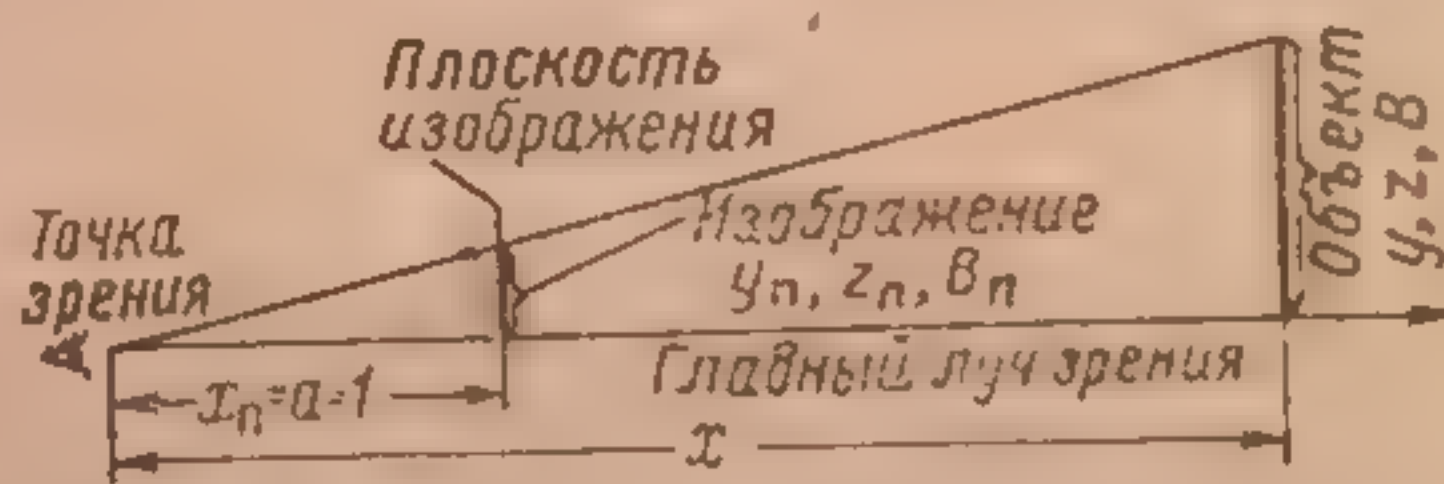 Плоскость
изображения
Точка
зрения
Изображение
yп, zп, Bп
Объект
y, z, B
Главный луч зрения
xп=a=1
x